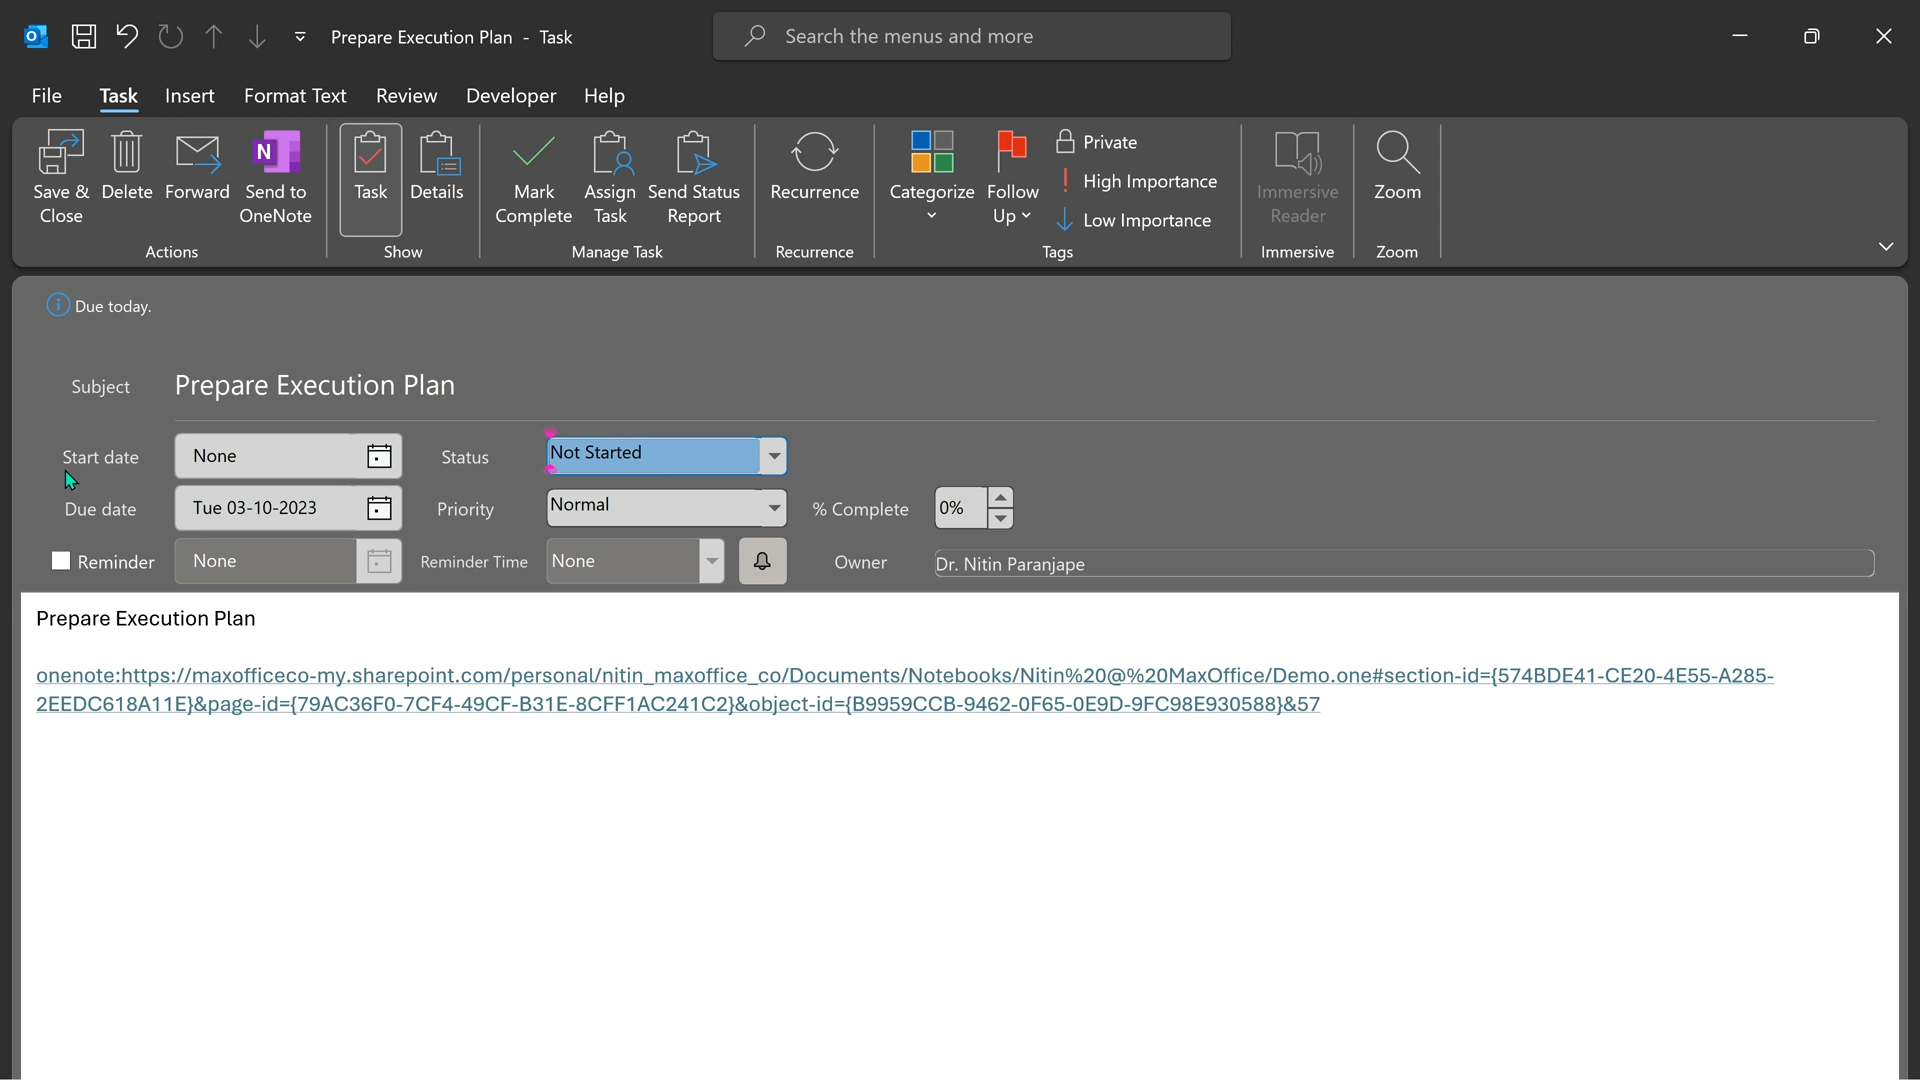 Prepare Execution Plan - Task
Search the menus and more
File Task Insert Format Text Review Developer Help
Save & Close
Delete
Forward
Send to OneNote
Actions
Task
Details
Show
Mark Complete
Assign Task
Send Status Report
Manage Task
Recurrence
Recurrence
Categorize
Follow Up
Private
High Importance
Low Importance
Tags
Immersive Reader
Immersive
Zoom
Zoom
Due today.
Subject Prepare Execution Plan
Start date None Status Not Started
Due date Tue 03-10-2023 Priority Normal % Complete 0%
Reminder None Reminder Time None Owner Dr. Nitin Paranjape
Prepare Execution Plan
onenote:https://maxofficeco-my.sharepoint.com/personal/nitin_maxoffice_co/Documents/Notebooks/Nitin%20@%20MaxOffice/Demo.one#section-id={574BDE41-CE20-4E55-A285-
2EEDC618A11E}&page-id={79AC36F0-7CF4-49CF-B31E-8CFF1AC241C2}&object-id={B9959CCB-9462-0F65-0E9D-9FC98E930588}&57